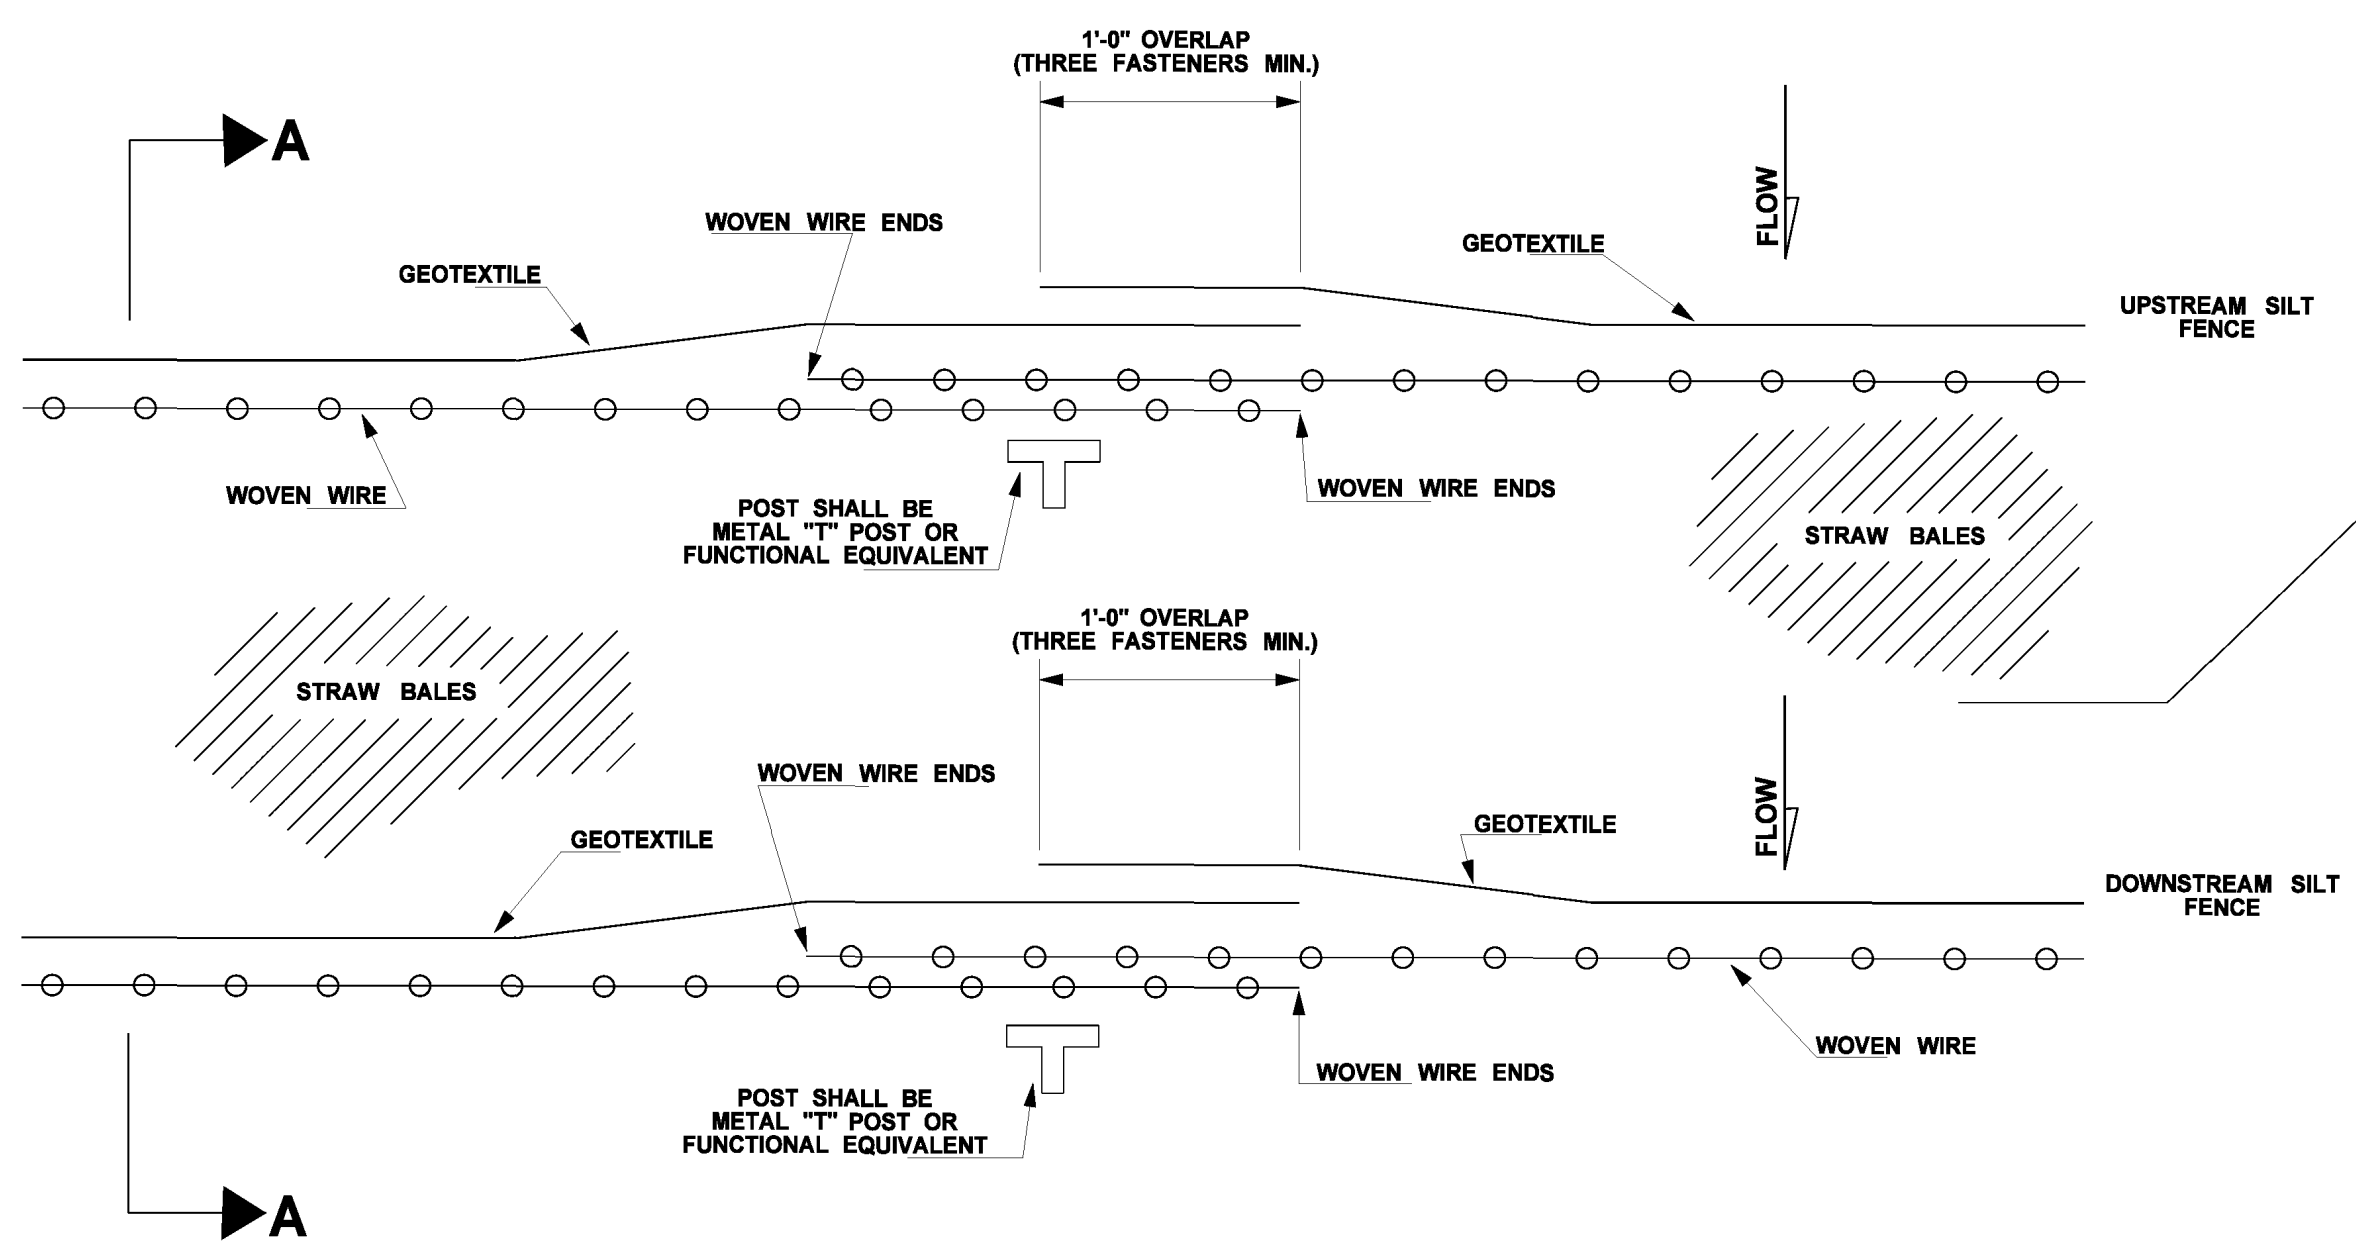 1'-0" OVERLAP
(THREE FASTENERS MIN.)
A
WOVEN WIRE ENDS
FLOW
GEOTEXTILE
GEOTEXTILE
UPSTREAM SILT
FENCE
WOVEN WIRE
WOVEN WIRE ENDS
POST SHALL BE
METAL "T" POST OR
FUNCTIONAL EQUIVALENT
STRAW BALES
1'-0" OVERLAP
(THREE FASTENERS MIN.)
STRAW BALES
WOVEN WIRE ENDS
FLOW
GEOTEXTILE
GEOTEXTILE
DOWNSTREAM SILT
FENCE
WOVEN WIRE
WOVEN WIRE ENDS
POST SHALL BE
METAL "T" POST OR
FUNCTIONAL EQUIVALENT
A